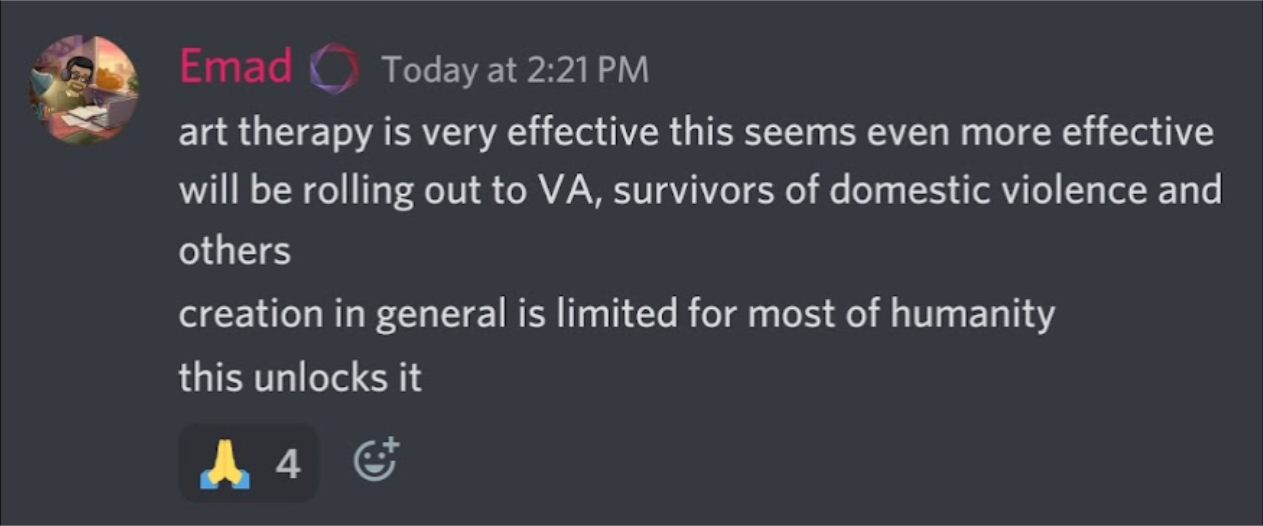 Emad Today at 2:21 PM
art therapy is very effective this seems even more effective
will be rolling out to VA, survivors of domestic violence and
others
creation in general is limited for most of humanity
this unlocks it
4